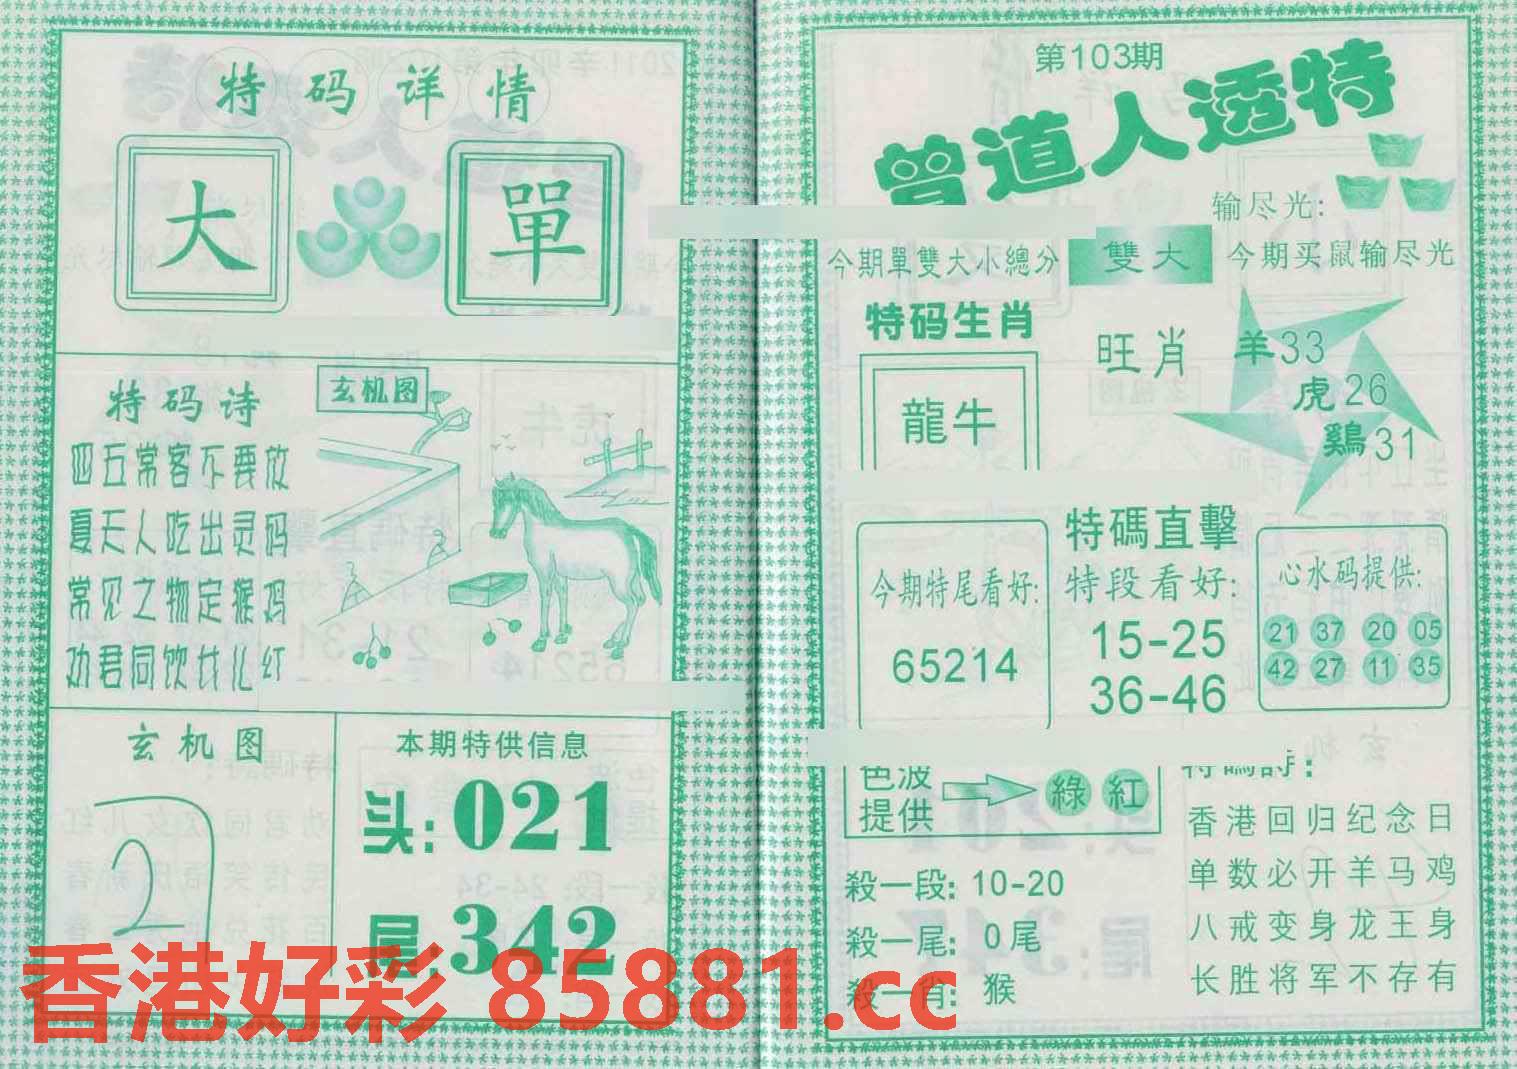 特码详情
大 單
特码诗
玄机图
四五常客不要放
夏天人吃出灵码
常见之物定猴鸡
劝君同饮女儿红
玄机图
本期特供信息
头:021
尾:342
第103期
曾道人透特
输尽光:
今期單雙大小總分 雙大 今期买鼠输尽光
特码生肖
龍牛
旺肖
羊33
虎26
鷄31
今期特尾看好:
65214
特碼直擊
特段看好:
15-25
36-46
心水码提供:
21 37 20 05
42 27 11 35
色波
提供
綠 紅
殺一段: 10-20
殺一尾: 0尾
殺一肖: 猴
特碼詩:
香港回归纪念日
单数必开羊马鸡
八戒变身龙王身
长胜将军不存有
香港好彩 85881.cc